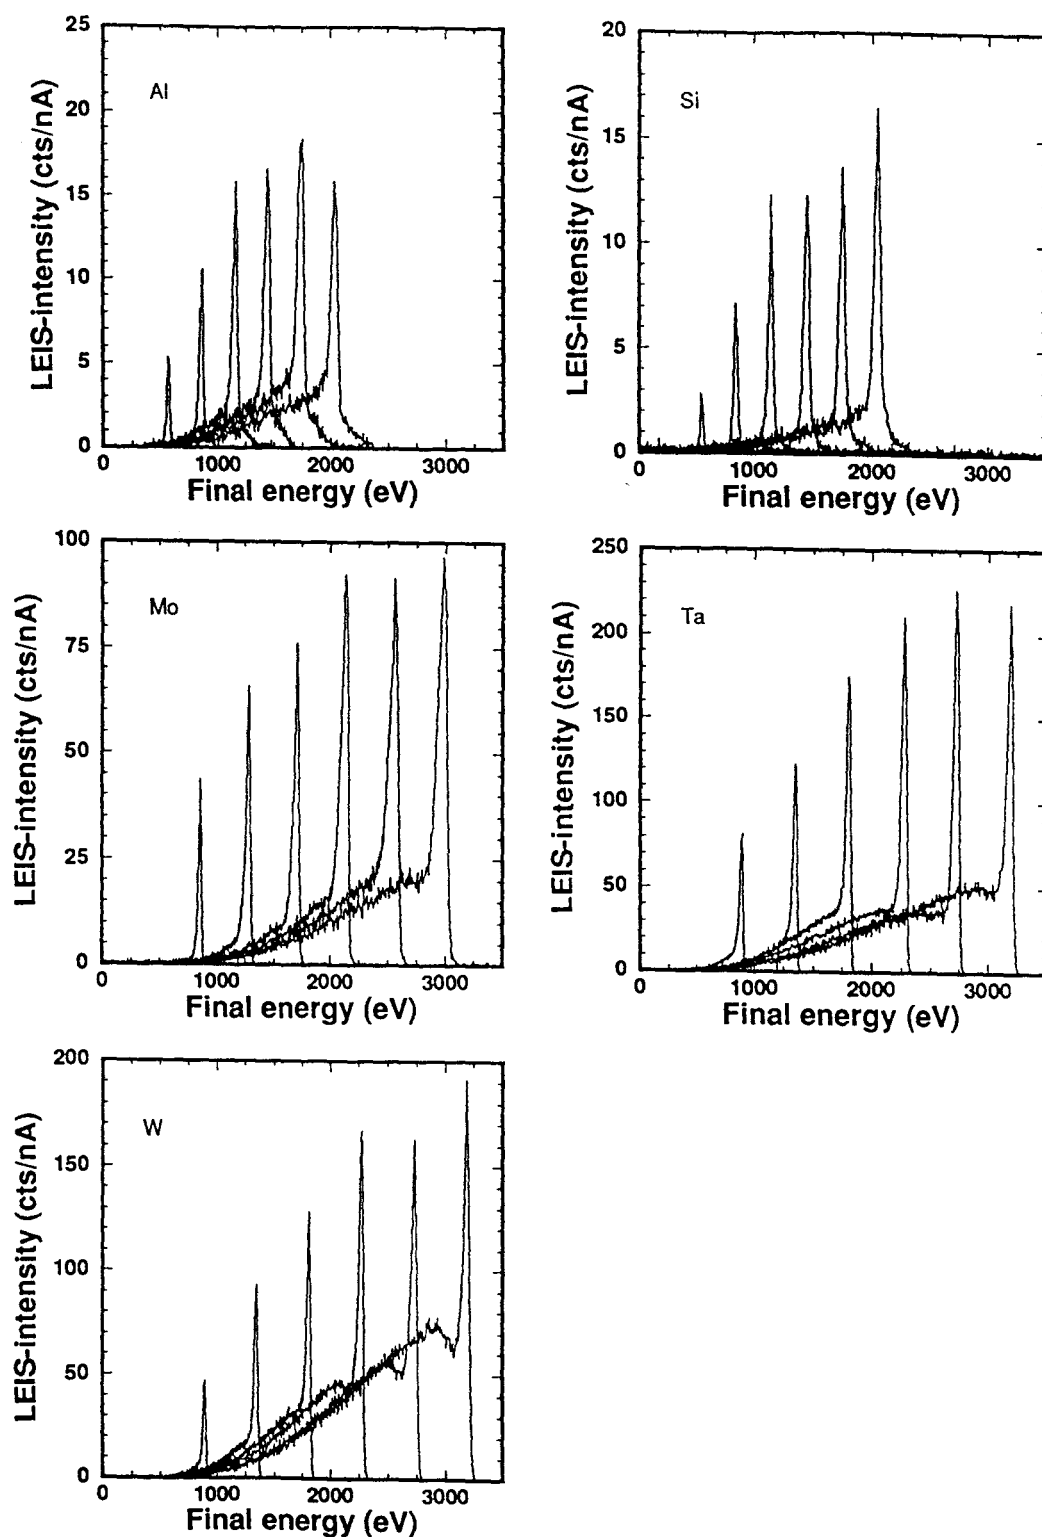 25
20
15
10
5
0
Al
LEIS-intensity (cts/nA)
0 1000 2000 3000
Final energy (eV)
20
15
10
5
0
Si
LEIS-intensity (cts/nA)
0 1000 2000 3000
Final energy (eV)
100
75
50
25
0
Mo
LEIS-intensity (cts/nA)
0 1000 2000 3000
Final energy (eV)
250
200
150
100
50
0
Ta
LEIS-intensity (cts/nA)
0 1000 2000 3000
Final energy (eV)
200
150
100
50
0
W
LEIS-intensity (cts/nA)
0 1000 2000 3000
Final energy (eV)